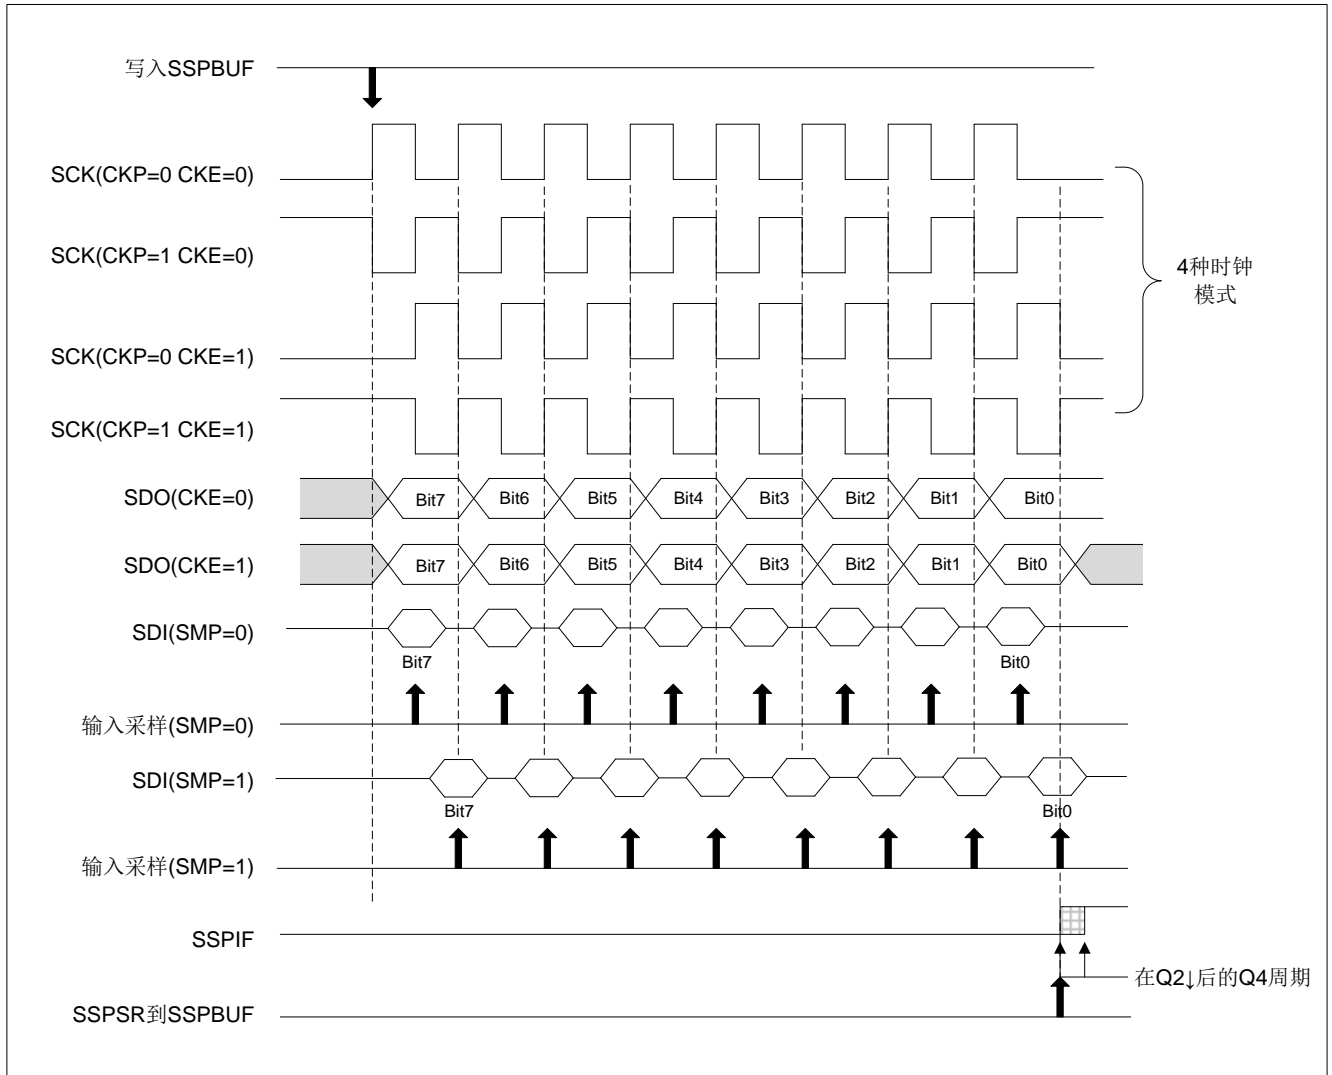 写入SSPBUF
SCK(CKP=0 CKE=0)
SCK(CKP=1 CKE=0)
SCK(CKP=0 CKE=1)
SCK(CKP=1 CKE=1)
4种时钟
模式
SDO(CKE=0)
Bit7 Bit6 Bit5 Bit4 Bit3 Bit2 Bit1 Bit0
SDO(CKE=1)
Bit7 Bit6 Bit5 Bit4 Bit3 Bit2 Bit1 Bit0
SDI(SMP=0)
Bit7 Bit0
输入采样(SMP=0)
SDI(SMP=1)
Bit7 Bit0
输入采样(SMP=1)
SSPIF
在Q2↓后的Q4周期
SSPSR到SSPBUF